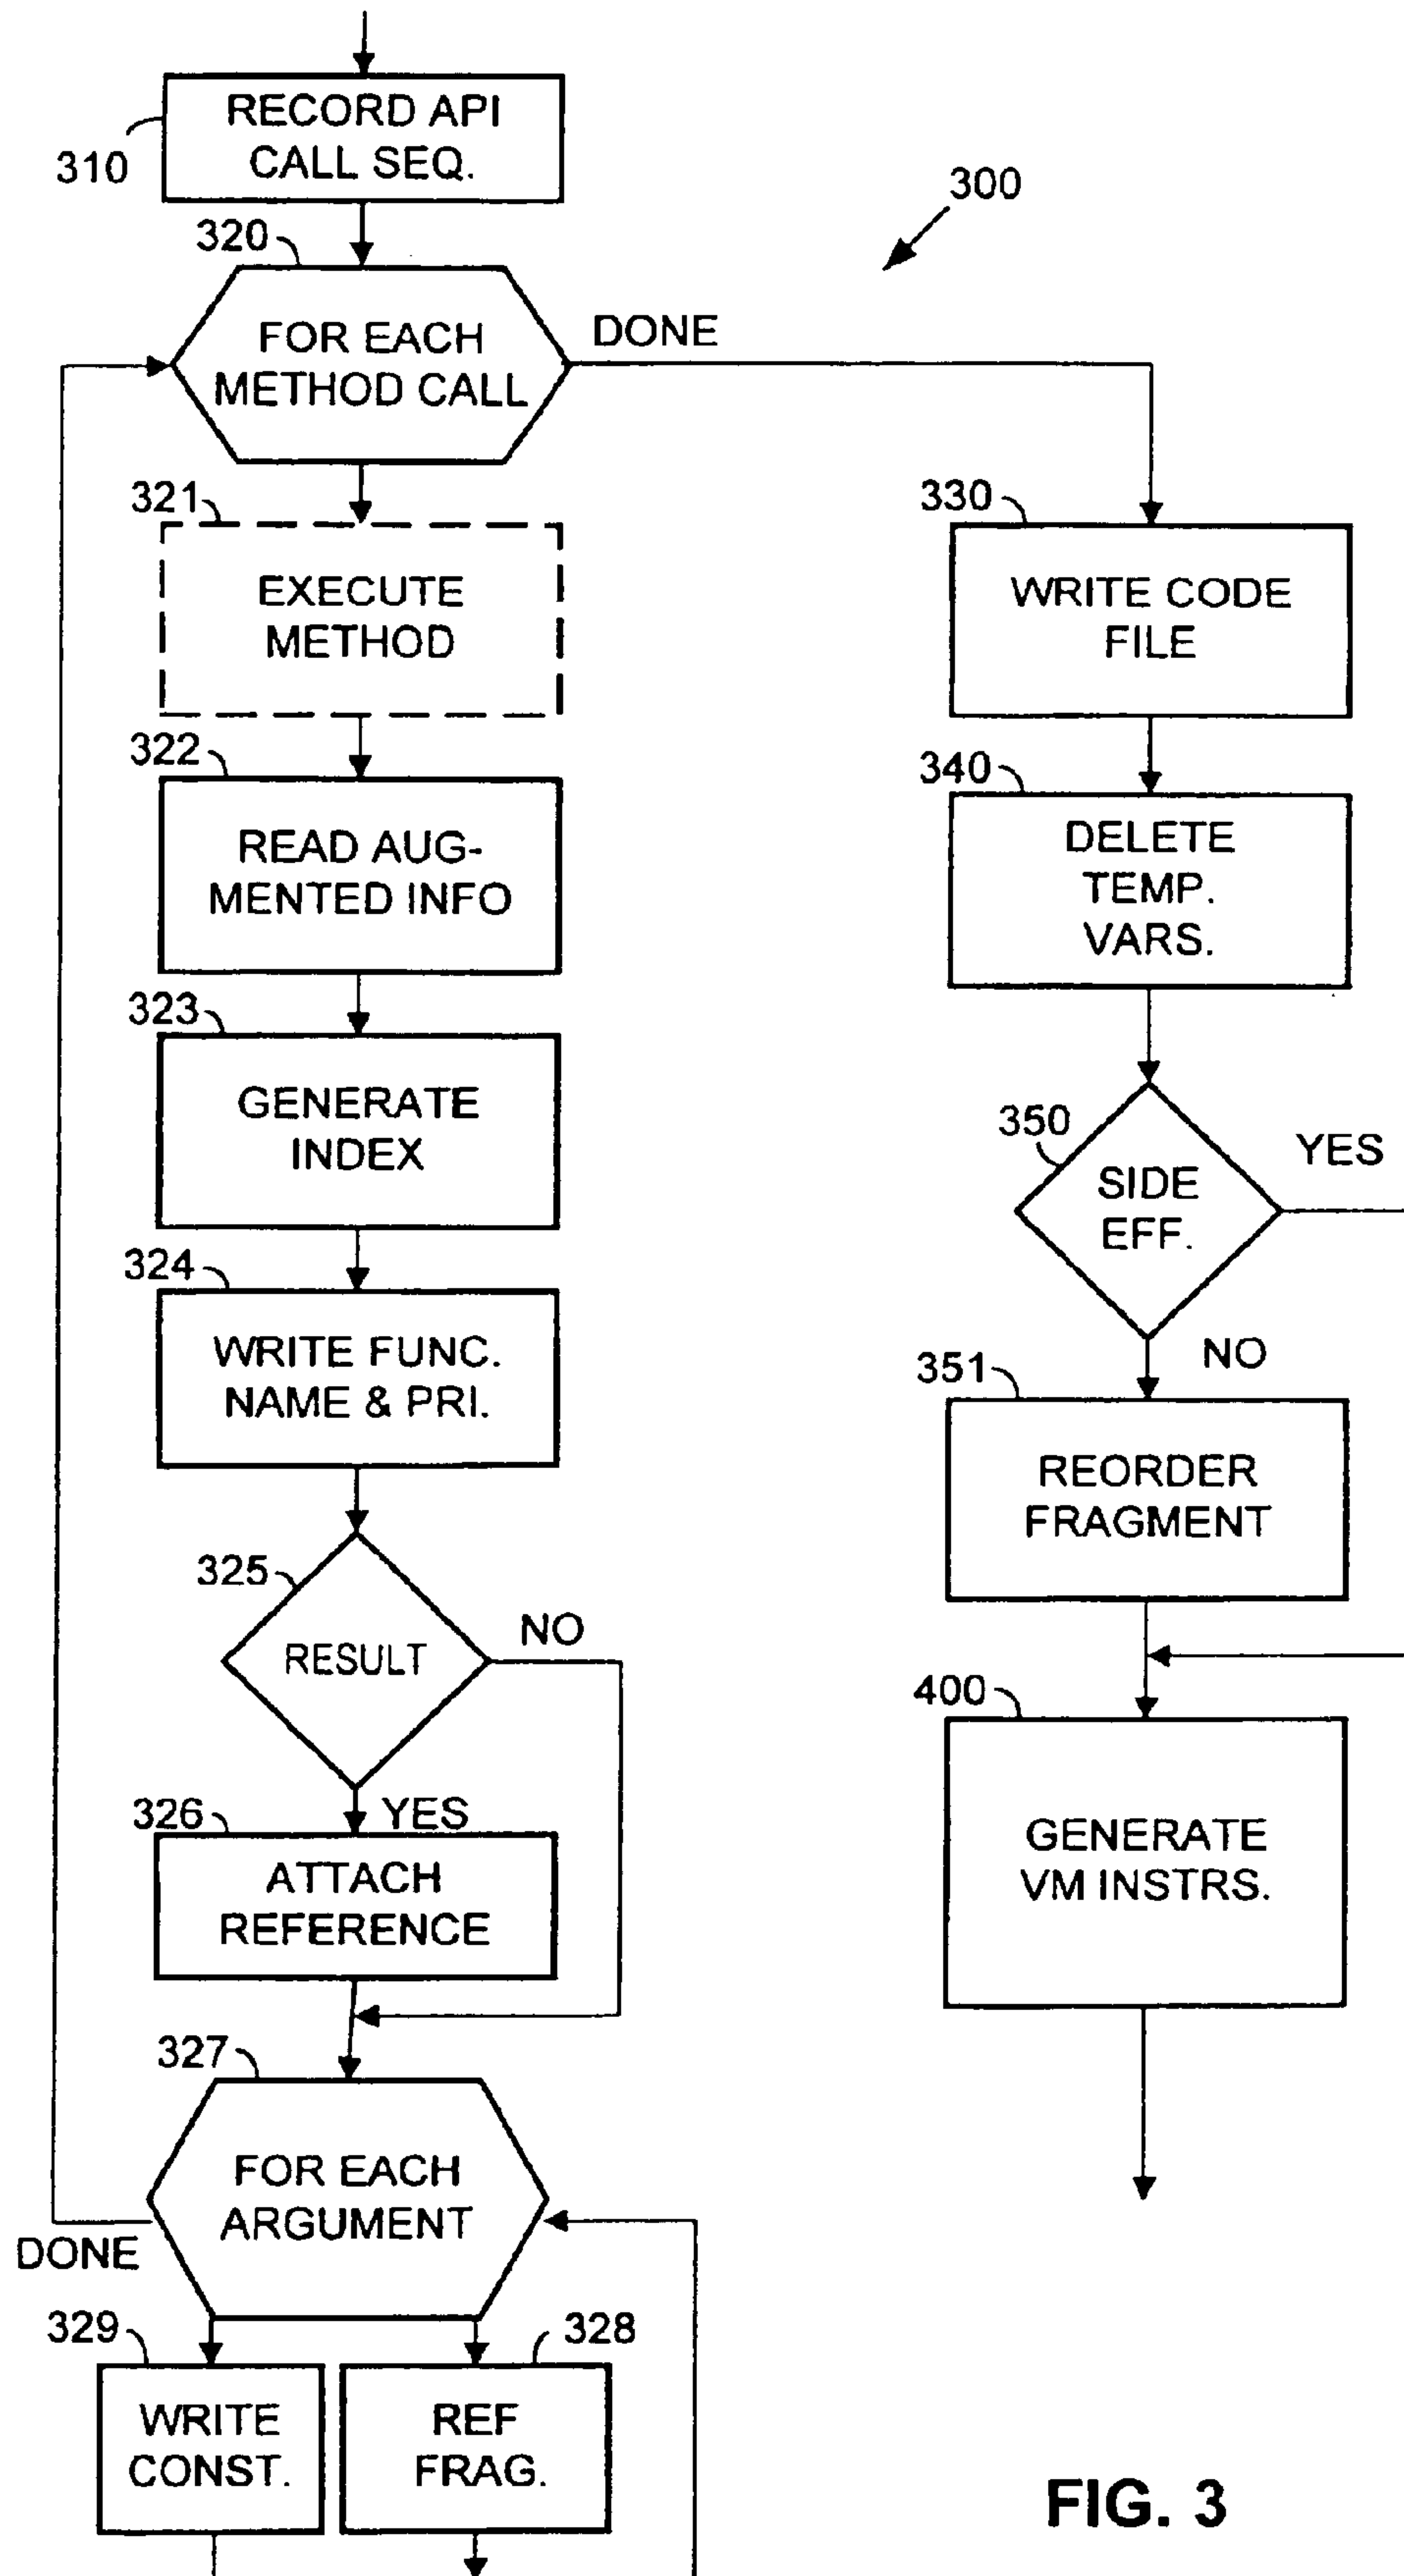 RECORD API
CALL SEQ.
310
300
320
FOR EACH
METHOD CALL
DONE
321
EXECUTE
METHOD
322
READ AUG-
MENTED INFO
323
GENERATE
INDEX
324
WRITE FUNC.
NAME & PRI.
325
RESULT
NO
YES
326
ATTACH
REFERENCE
327
FOR EACH
ARGUMENT
DONE
329
WRITE
CONST.
328
REF
FRAG.
330
WRITE CODE
FILE
340
DELETE
TEMP.
VARS.
350
SIDE
EFF.
YES
NO
351
REORDER
FRAGMENT
400
GENERATE
VM INSTRS.
FIG. 3